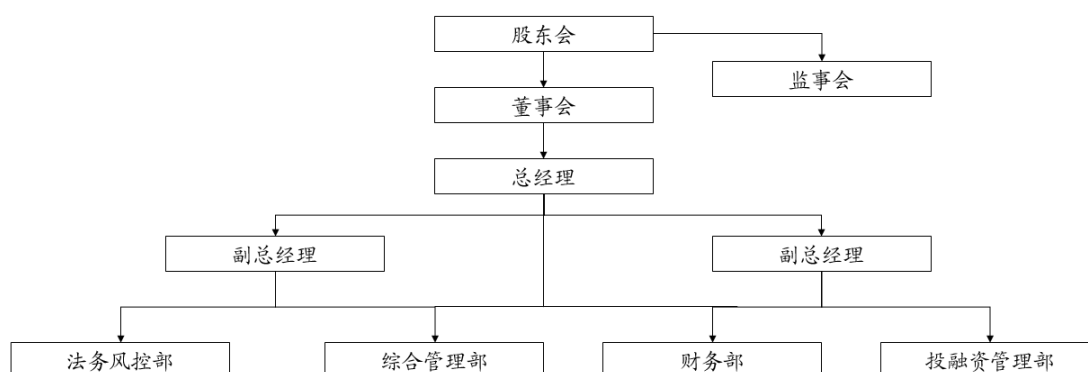 股东会
监事会
董事会
总经理
副总经理
副总经理
法务风控部
综合管理部
财务部
投融资管理部